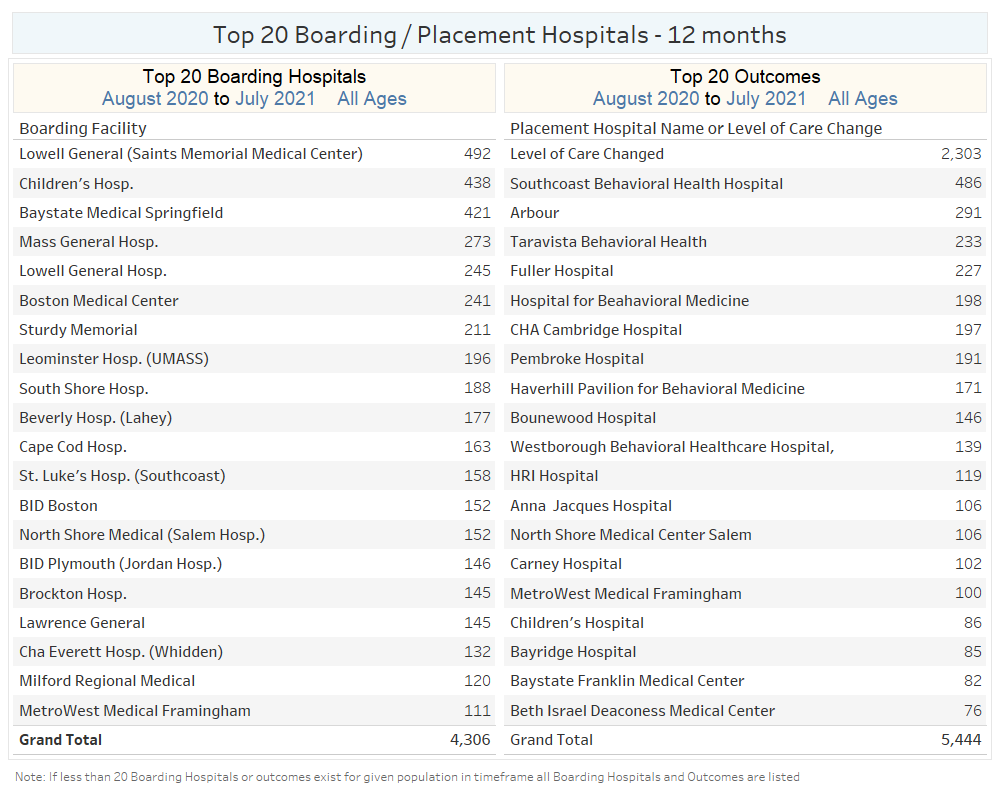 Top 20 Boarding / Placement Hospitals - 12 months
Top 20 Boarding Hospitals
August 2020 to July 2021 All Ages
Boarding Facility
Lowell General (Saints Memorial Medical Center) 492
Children's Hosp. 438
Baystate Medical Springfield 421
Mass General Hosp. 273
Lowell General Hosp. 245
Boston Medical Center 241
Sturdy Memorial 211
Leominster Hosp. (UMASS) 196
South Shore Hosp. 188
Beverly Hosp. (Lahey) 177
Cape Cod Hosp. 163
St. Luke's Hosp. (Southcoast) 158
BID Boston 152
North Shore Medical (Salem Hosp.) 152
BID Plymouth (Jordan Hosp.) 146
Brockton Hosp. 145
Lawrence General 145
Cha Everett Hosp. (Whidden) 132
Milford Regional Medical 120
MetroWest Medical Framingham 111
Grand Total 4,306
Top 20 Outcomes
August 2020 to July 2021 All Ages
Placement Hospital Name or Level of Care Change
Level of Care Changed 2,303
Southcoast Behavioral Health Hospital 486
Arbour 291
Taravista Behavioral Health 233
Fuller Hospital 227
Hospital for Beahavioral Medicine 198
CHA Cambridge Hospital 197
Pembroke Hospital 191
Haverhill Pavilion for Behavioral Medicine 171
Bounewood Hospital 146
Westborough Behavioral Healthcare Hospital, 139
HRI Hospital 119
Anna  Jacques Hospital 106
North Shore Medical Center Salem 106
Carney Hospital 102
MetroWest Medical Framingham 100
Children's Hospital 86
Bayridge Hospital 85
Baystate Franklin Medical Center 82
Beth Israel Deaconess Medical Center 76
Grand Total 5,444
Note: If less than 20 Boarding Hospitals or outcomes exist for given population in timeframe all Boarding Hospitals and Outcomes are listed